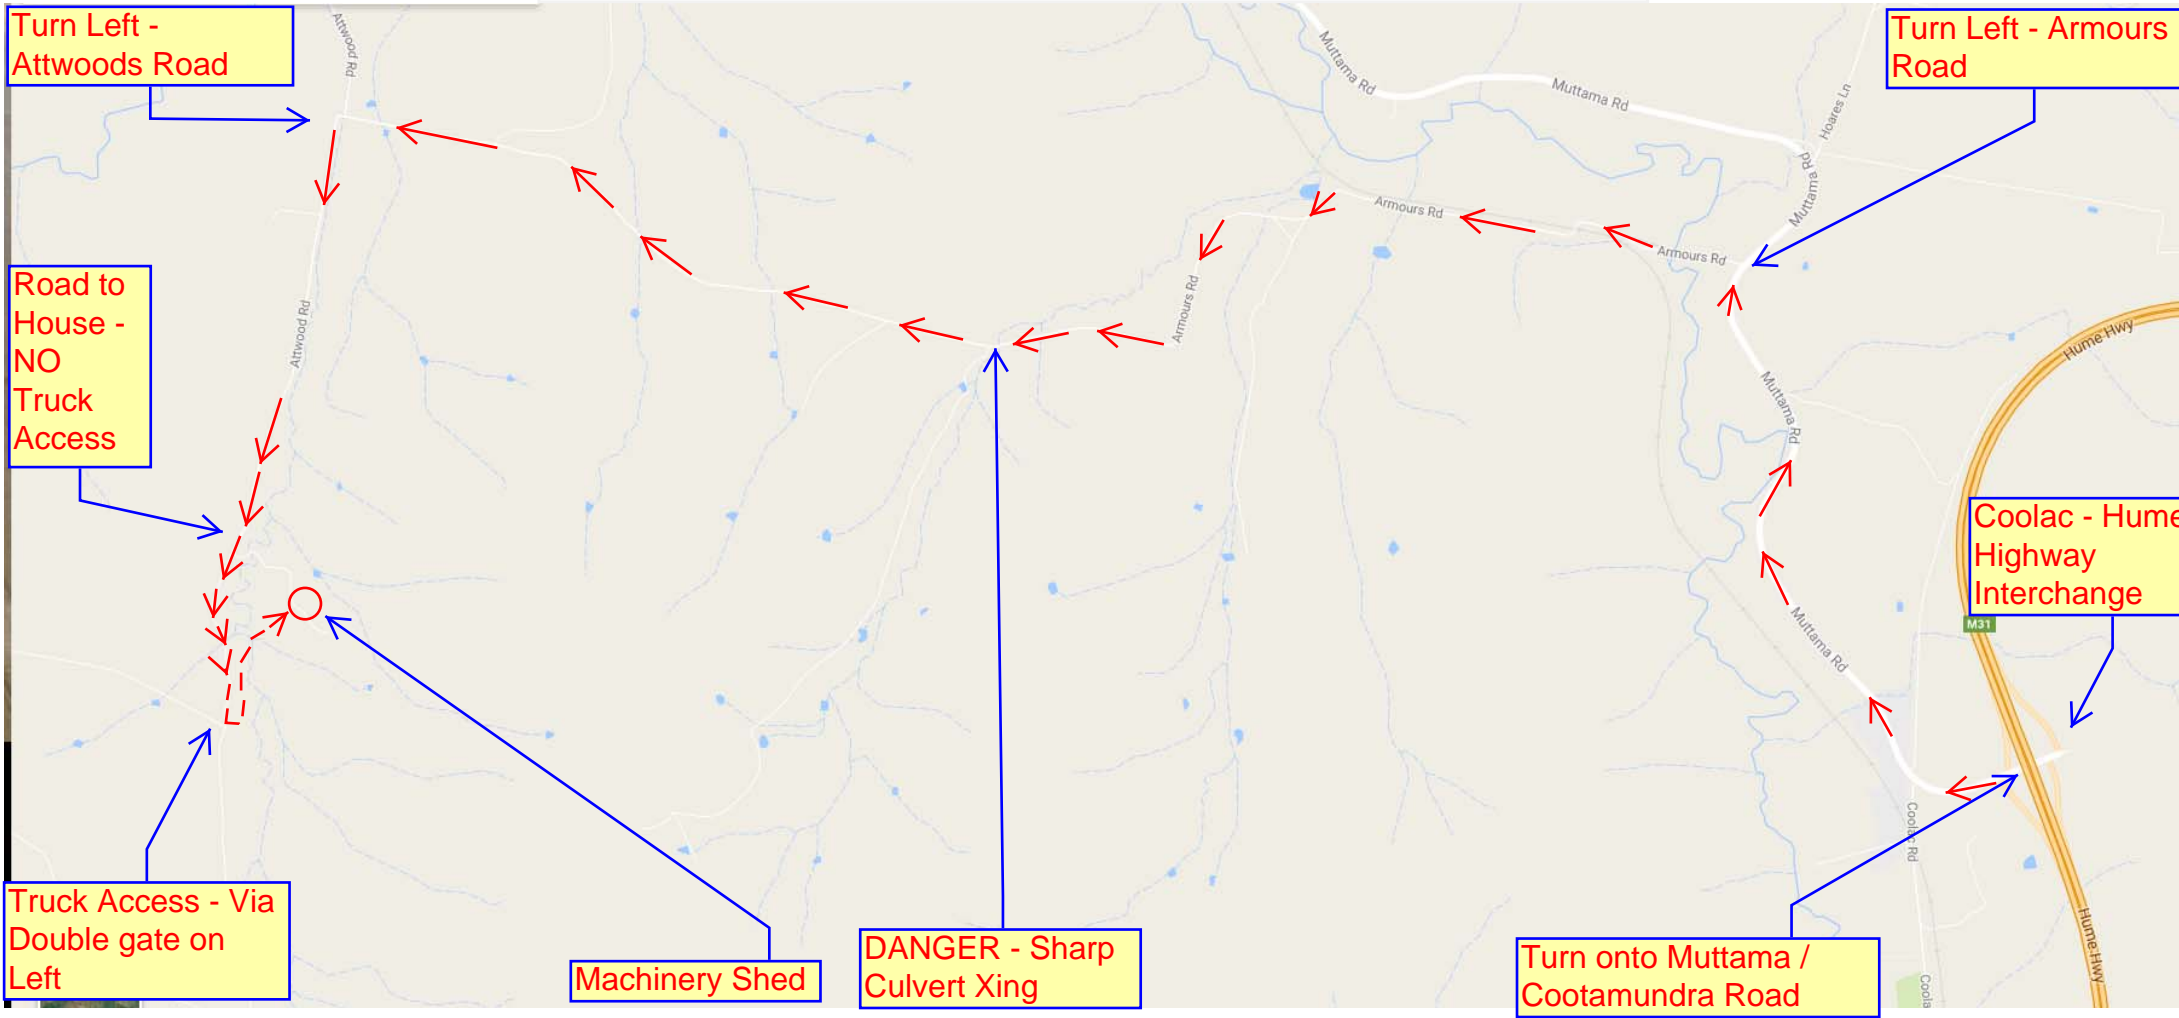 Turn Left -
Attwoods Road
Attwood Rd
Muttama Rd
Muttama Rd
Hoares Ln
Turn Left - Armours
Road
Muttama Rd
Armours Rd
Armours Rd
Armours Rd
Road to
House -
NO
Truck
Access
Attwood Rd
Hume Hwy
Muttama Rd
Coolac - Hume
Highway
Interchange
M31
Muttama Rd
Coolac Rd
Truck Access - Via
Double gate on
Left
Machinery Shed
DANGER - Sharp
Culvert Xing
Turn onto Muttama /
Cootamundra Road
Hume Hwy
Coola